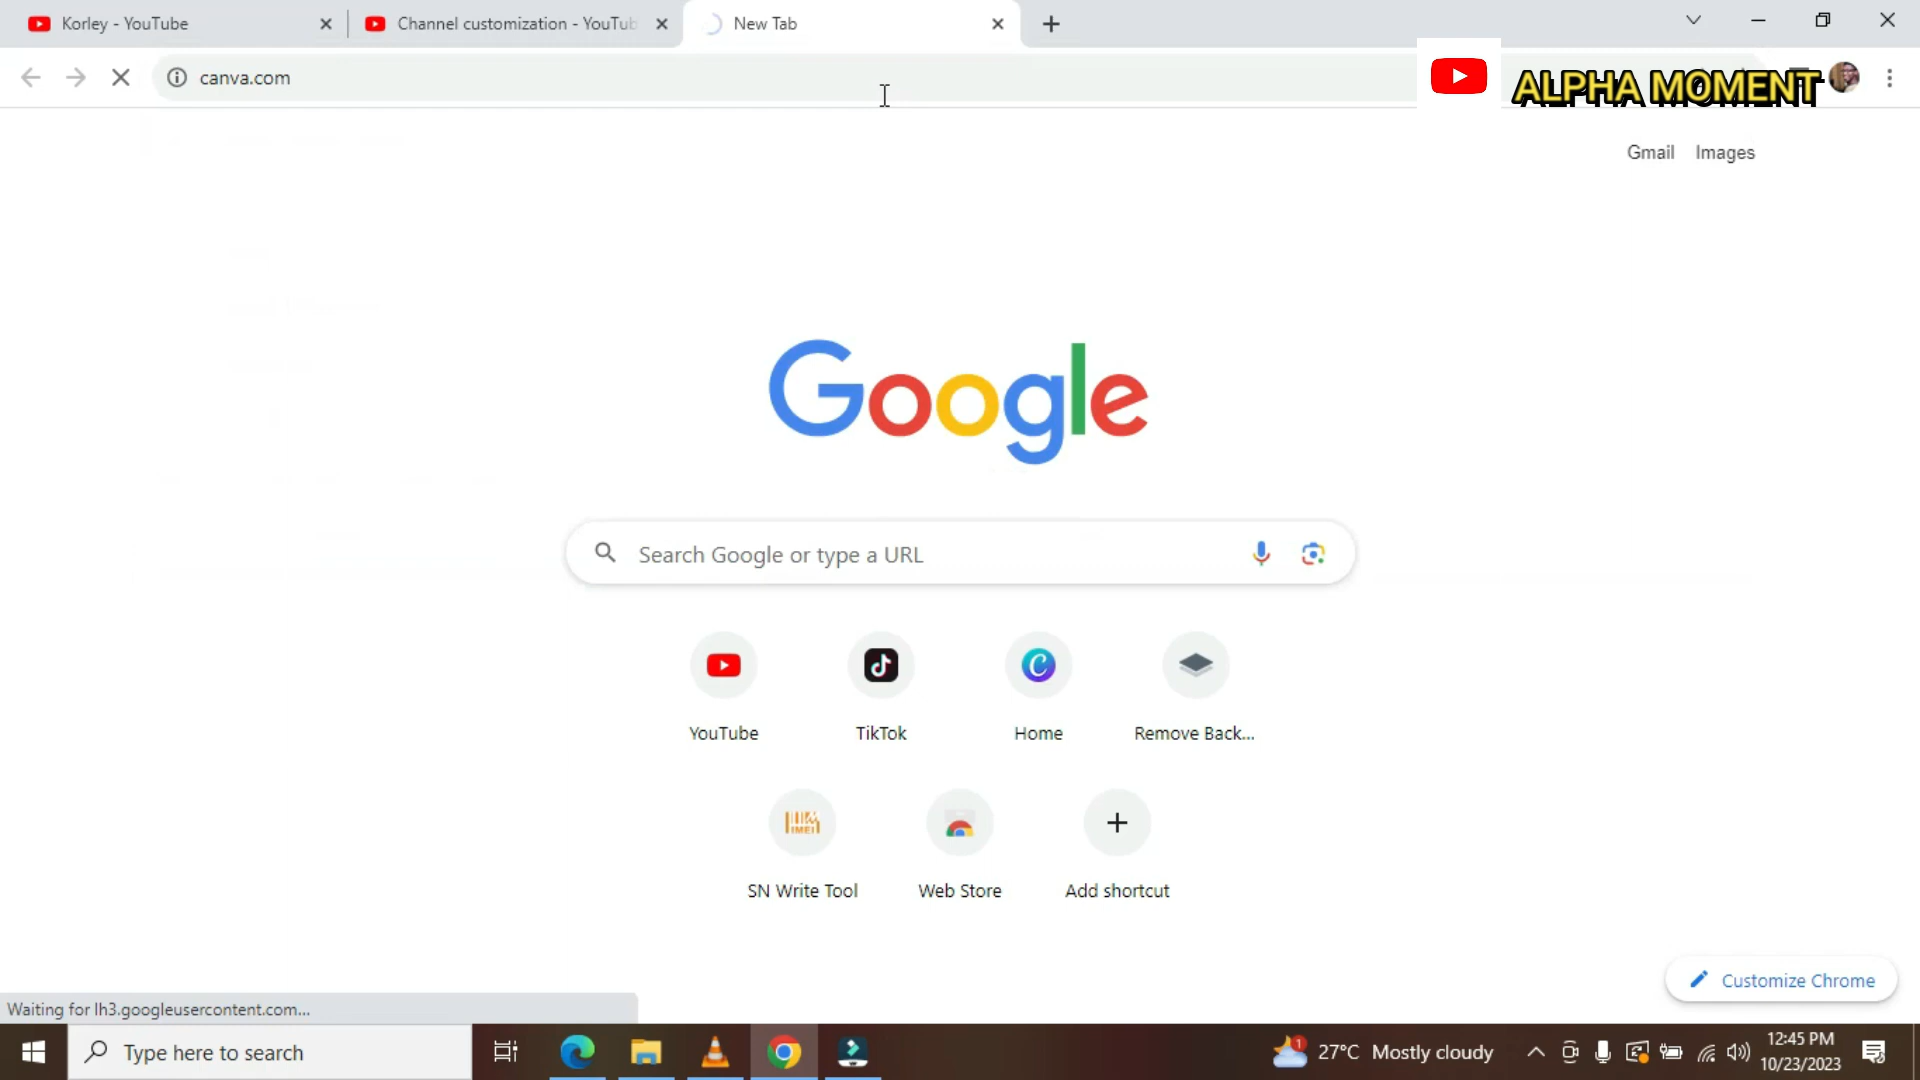 Korley - YouTube
Channel customization - YouTub
New Tab
canva.com
ALPHA MOMENT
Gmail Images
Google
Search Google or type a URL
YouTube
TikTok
Home
Remove Back...
IMEI
SN Write Tool
Web Store
Add shortcut
Customize Chrome
Waiting for lh3.googleusercontent.com...
Type here to search
1
27°C Mostly cloudy
12:45 PM
10/23/2023